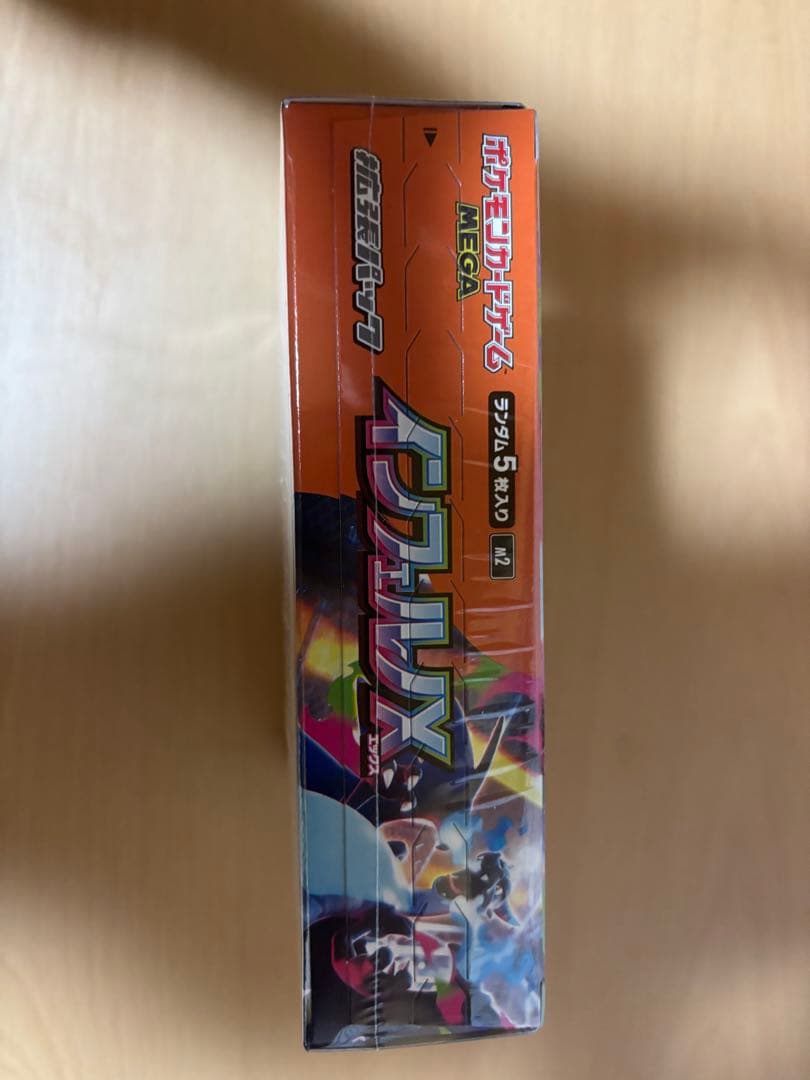 ポケモンカードゲーム
MEGA
ランダム5枚入り
M2
拡張パック
インフェルノX
エックス